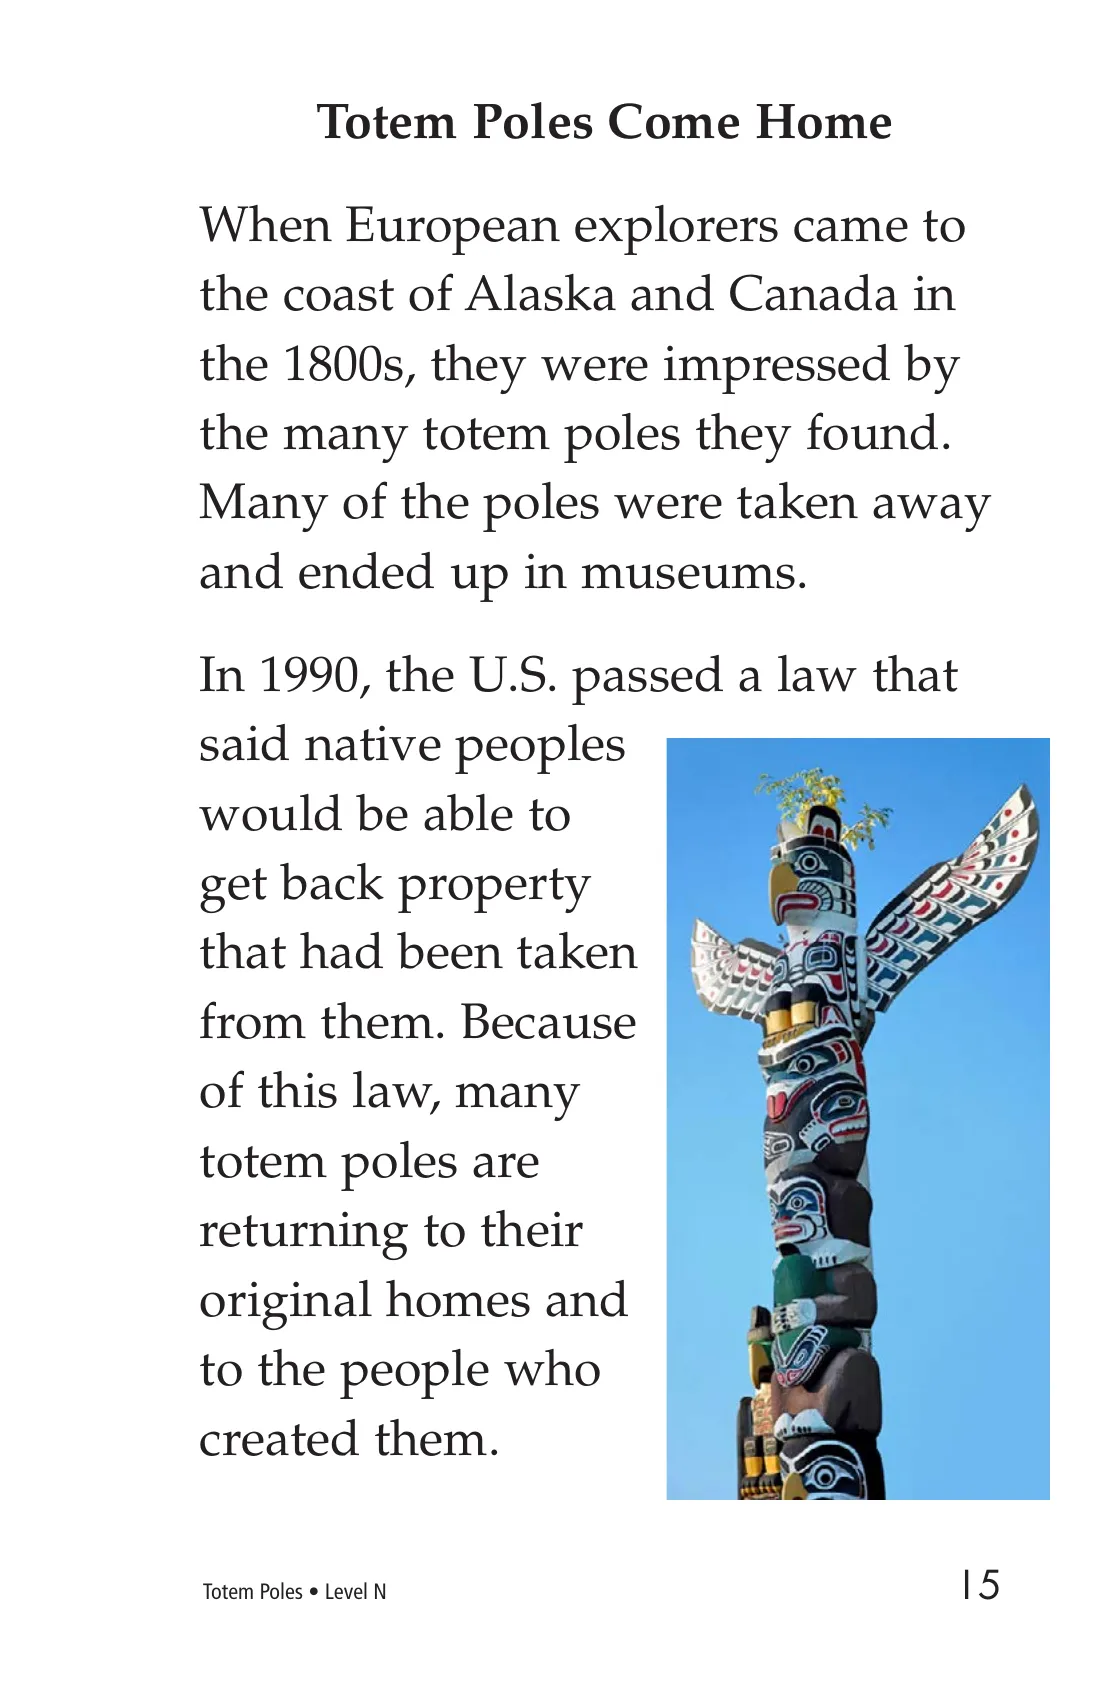 Totem Poles Come Home
When European explorers came to
the coast of Alaska and Canada in
the 1800s, they were impressed by
the many totem poles they found.
Many of the poles were taken away
and ended up in museums.
In 1990, the U.S. passed a law that
said native peoples
would be able to
get back property
that had been taken
from them. Because
of this law, many
totem poles are
returning to their
original homes and
to the people who
created them.
Totem Poles • Level N
15